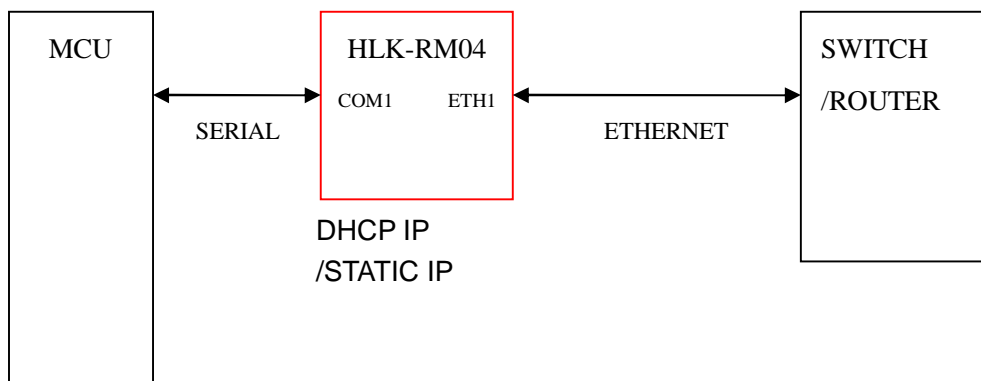 MCU
HLK-RM04
SWITCH
/ROUTER
COM1
ETH1
SERIAL
ETHERNET
DHCP IP
/STATIC IP